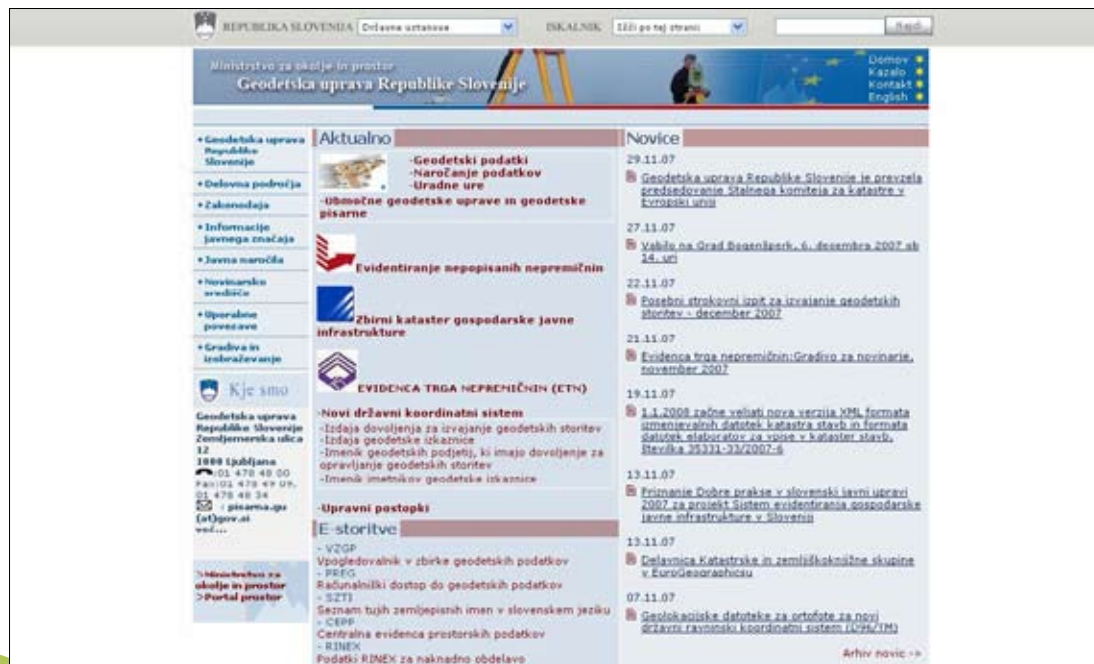 REPUBLIKA SLOVENIJA
Državne ustanove
ISKALNIK
Išči po tej strani
Najdi
Ministrstvo za okolje in prostor
Geodetska uprava Republike Slovenije
Domov
Kazalo
Kontakt
English
Geodetska uprava
Republike
Slovenije
Delovna področja
Zakonodaja
Informacije
javnega značaja
Javna naročila
Novinarsko
središče
Uporabne
povezave
Gradiva in
izobraževanje
Kje smo
Geodetska uprava
Republike Slovenije
Zemljemerska ulica
12
1000 Ljubljana
:01 478 48 00
Fax:01 478 49 09,
01 478 48 34
: pisarna.gu
(at)gov.si
več...
>Ministrstvo za
okolje in prostor
>Portal prostor
Aktualno
-Geodetski podatki
-Naročanje podatkov
-Uradne ure
-Območne geodetske uprave in geodetske
pisarne
Evidentiranje nepopisanih nepremičnin
Zbirni kataster gospodarske javne
infrastrukture
EVIDENCA TRGA NEPREMIČNIN (ETN)
-Novi državni koordinatni sistem
-Izdaja dovoljenja za izvajanje geodetskih storitev
-Izdaja geodetske izkaznice
-Imenik geodetskih podjetij, ki imajo dovoljenje za
opravljanje geodetskih storitev
-Imenik imetnikov geodetske izkaznice
-Upravni postopki
E-storitve
- VZGP
Vpogledovalnik v zbirke geodetskih podatkov
- PREG
Računalniški dostop do geodetskih podatkov
- SZTI
Seznam tujih zemljepisnih imen v slovenskem jeziku
- CEPP
Centralna evidenca prostorskih podatkov
- RINEX
Podatki RINEX za naknadno obdelavo
Novice
29.11.07
Geodetska uprava Republike Slovenije je prevzela
predsedovanje Stalnega komiteja za katastre v
Evropski uniji
27.11.07
Vabilo na Grad Bogenšperk, 6. decembra 2007 ob
14. uri
22.11.07
Posebni strokovni izpit za izvajanje geodetskih
storitev - december 2007
21.11.07
Evidenca trga nepremičnin:Gradivo za novinarje,
november 2007
19.11.07
1.1.2008 začne veljati nova verzija XML formata
izmenjevalnih datotek katastra stavb in formata
datotek elaboratov za vpise v kataster stavb,
številka 35331-33/2007-6
13.11.07
Priznanje Dobre prakse v slovenski javni upravi
2007 za projekt Sistem evidentiranja gospodarske
javne infrastrukture v Sloveniji
13.11.07
Delavnica Katastrske in zemljiškoknjižne skupine
v EuroGeographicsu
07.11.07
Geolokacijske datoteke za ortofote za novi
državni ravninski koordinatni sistem (D96/TM)
Arhiv novic ->